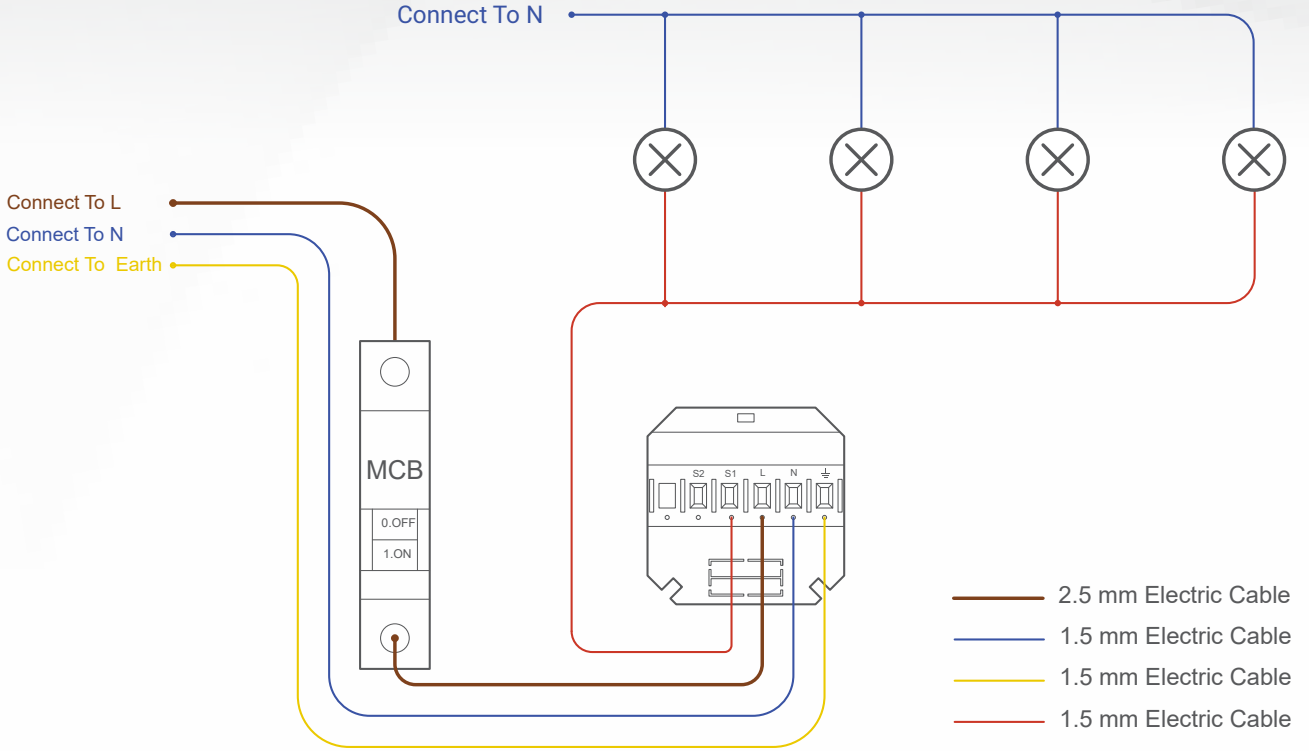 Connect To N
Connect To L
Connect To N
Connect To Earth
MCB
0.OFF
1.ON
S2 S1 L N
2.5 mm Electric Cable
1.5 mm Electric Cable
1.5 mm Electric Cable
1.5 mm Electric Cable